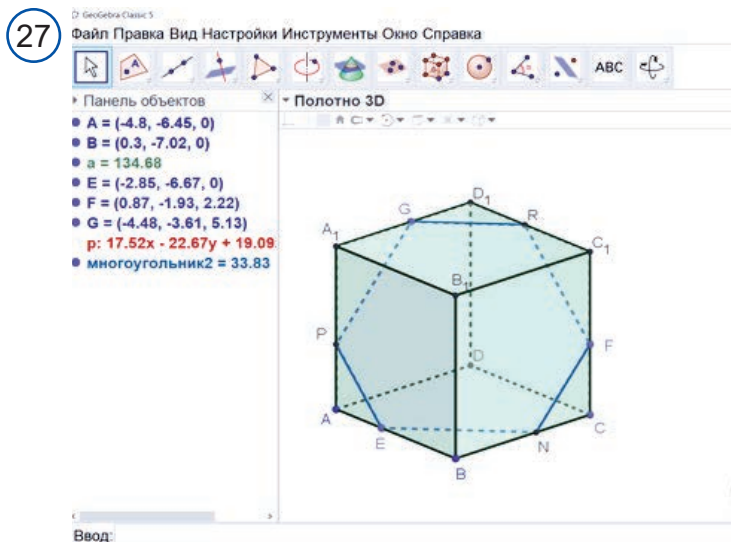 27
GeoGebra Classic 5
Файл Правка Вид Настройки Инструменты Окно Справка
ABC
Панель объектов
Полотно 3D
A = (-4.8, -6.45, 0)
B = (0.3, -7.02, 0)
a = 134.68
E = (-2.85, -6.67, 0)
F = (0.87, -1.93, 2.22)
G = (-4.48, -3.61, 5.13)
p: 17.52x - 22.67y + 19.09
многоугольник2 = 33.83
D₁
G
R
A₁
C₁
B₁
P
F
D
A
E
N
C
B
Ввод: